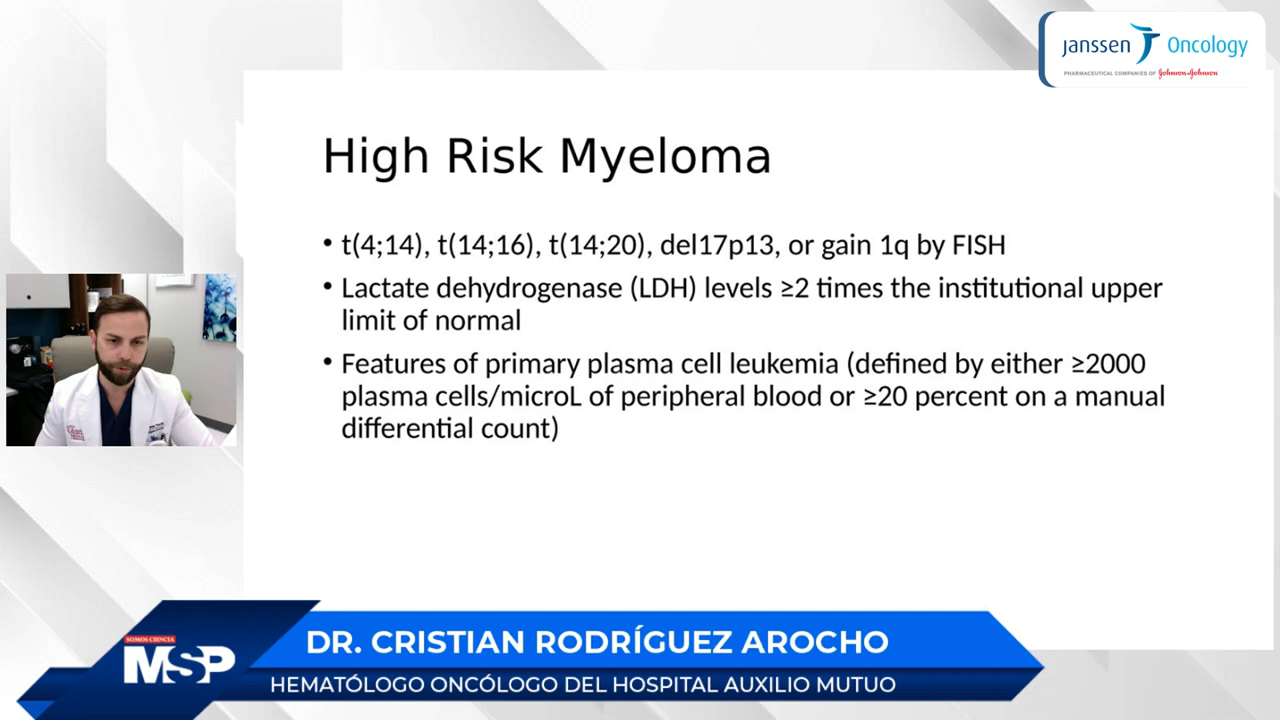 Janssen Oncology
PHARMACEUTICAL COMPANIES OF Johnson & Johnson
High Risk Myeloma
• t(4;14), t(14;16), t(14;20), del17p13, or gain 1q by FISH
• Lactate dehydrogenase (LDH) levels ≥2 times the institutional upper
limit of normal
• Features of primary plasma cell leukemia (defined by either ≥2000
plasma cells/microL of peripheral blood or ≥20 percent on a manual
differential count)
SOMOS CIENCIA
MSP
DR. CRISTIAN RODRÍGUEZ AROCHO
HEMATÓLOGO ONCÓLOGO DEL HOSPITAL AUXILIO MUTUO